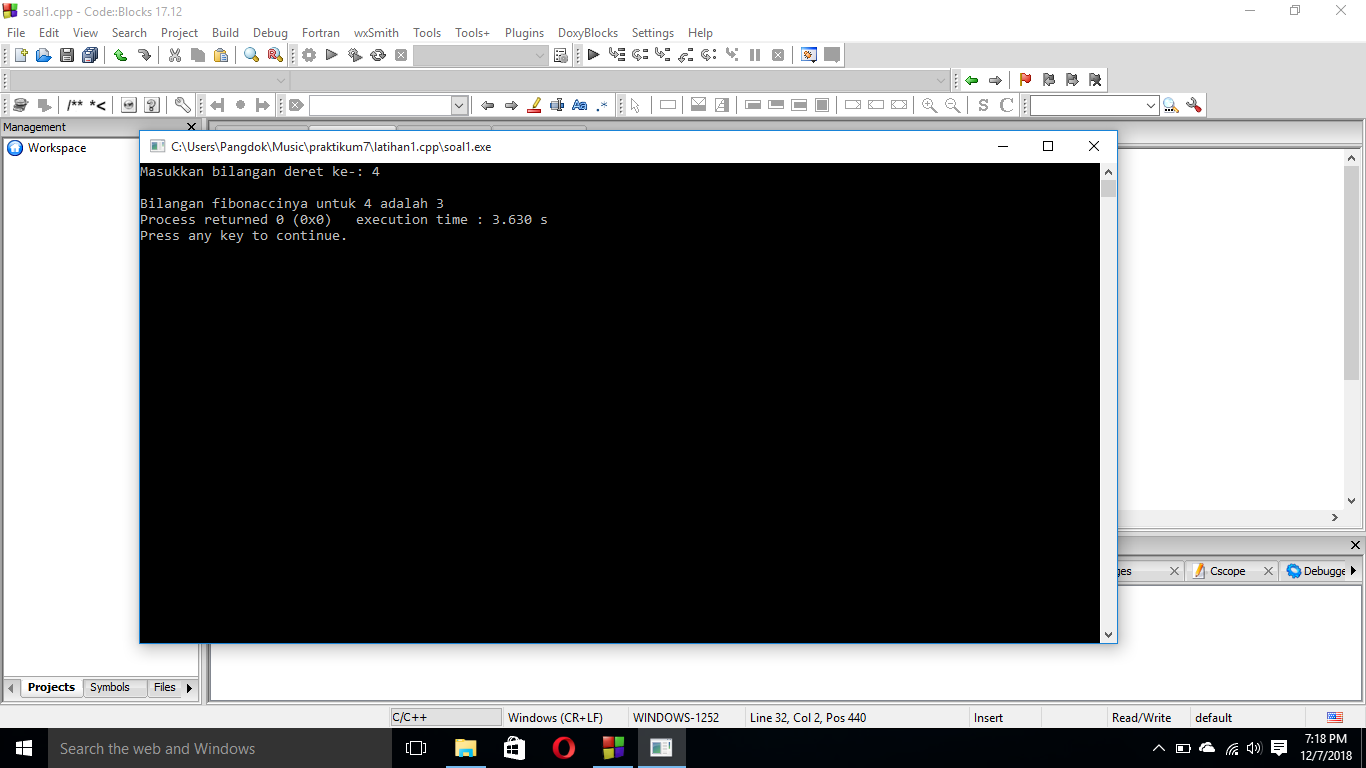 soal1.cpp - Code::Blocks 17.12
File Edit View Search Project Build Debug Fortran wxSmith Tools Tools+ Plugins DoxyBlocks Settings Help
/** *<
Aa .*
S C
Management
Workspace
C:\Users\Pangdok\Music\praktikum7\latihan1.cpp\soal1.exe
Masukkan bilangan deret ke-: 4
Bilangan fibonaccinya untuk 4 adalah 3
Process returned 0 (0x0)   execution time : 3.630 s
Press any key to continue.
Cscope Debugge
Projects Symbols Files
C/C++ Windows (CR+LF) WINDOWS-1252 Line 32, Col 2, Pos 440 Insert Read/Write default
Search the web and Windows
7:18 PM
12/7/2018